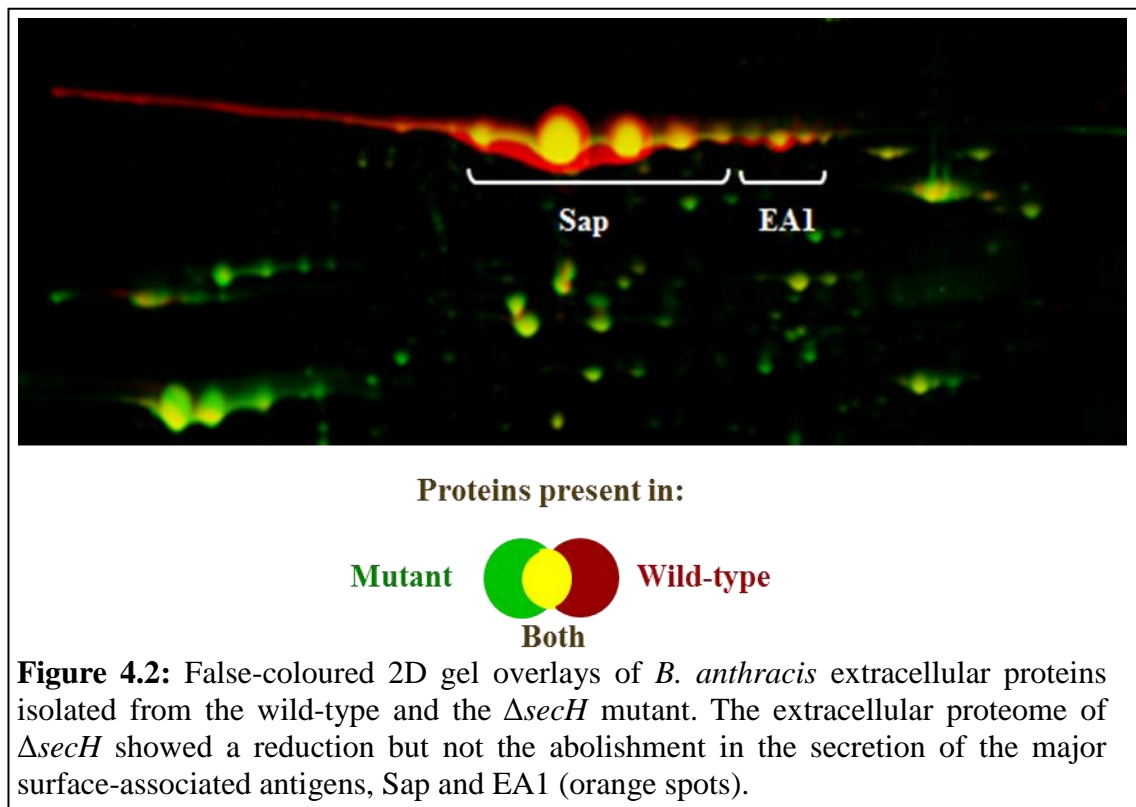 Sap
EA1
Proteins present in:
Mutant
Wild-type
Both
Figure 4.2: False-coloured 2D gel overlays of B. anthracis extracellular proteins
isolated from the wild-type and the ΔsecH mutant. The extracellular proteome of
ΔsecH showed a reduction but not the abolishment in the secretion of the major
surface-associated antigens, Sap and EA1 (orange spots).